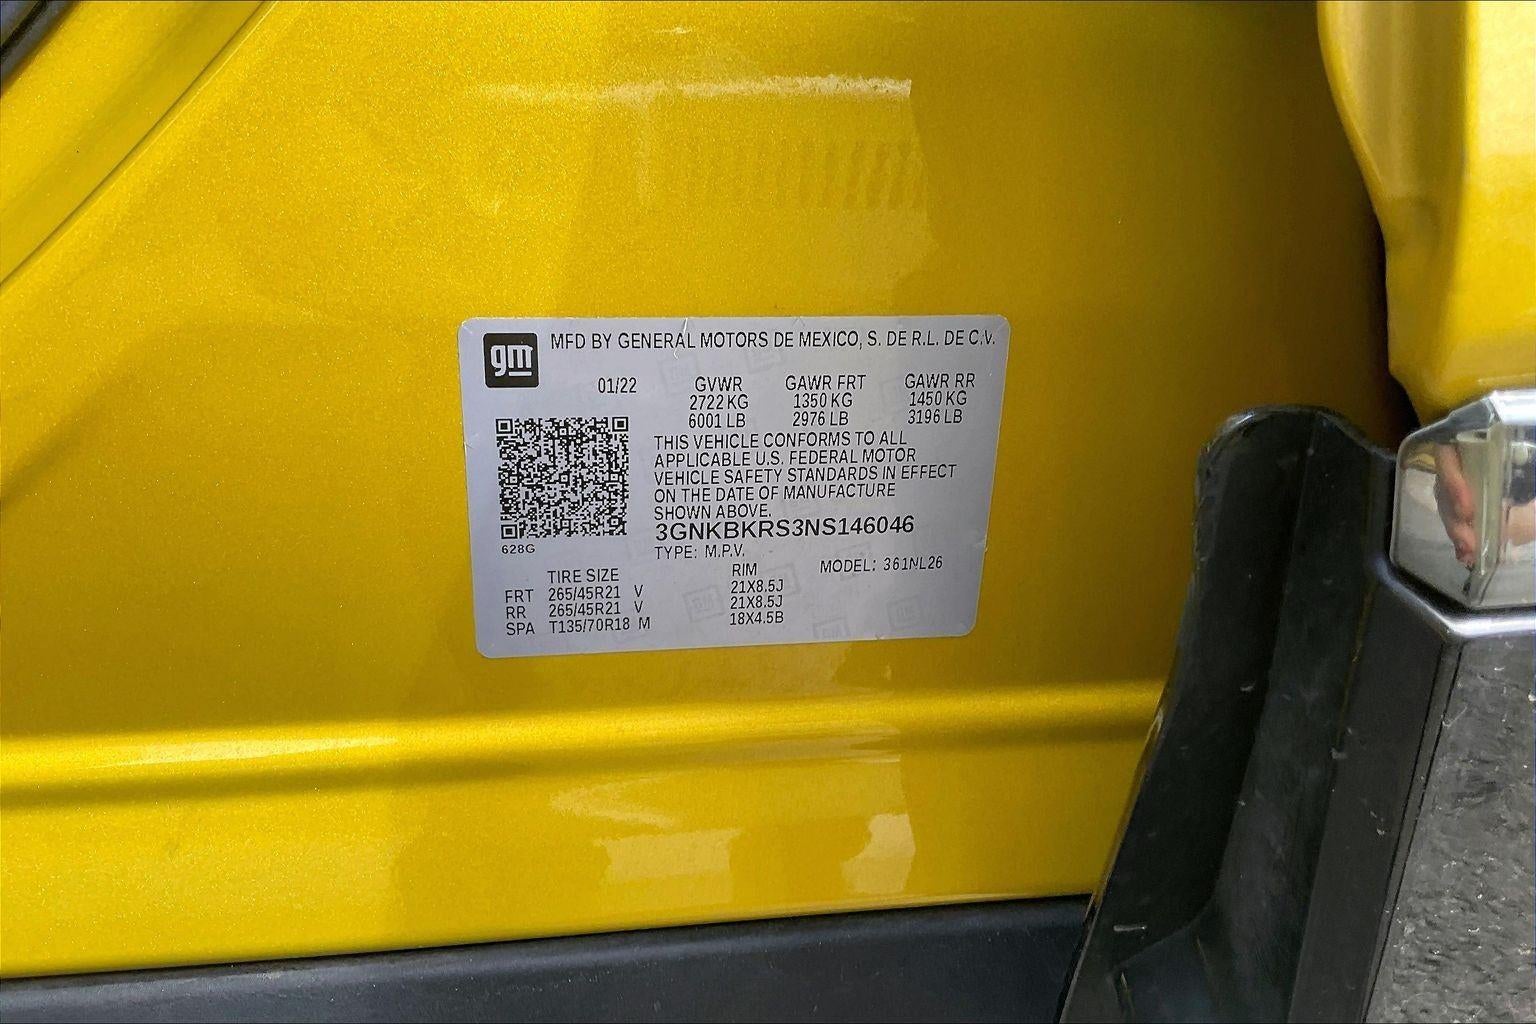 gm
MFD BY GENERAL MOTORS DE MEXICO, S. DE R.L. DE C.V.
01/22 GVWR GAWR FRT GAWR RR
2722 KG 1350 KG 1450 KG
6001 LB 2976 LB 3196 LB
THIS VEHICLE CONFORMS TO ALL
APPLICABLE U.S. FEDERAL MOTOR
VEHICLE SAFETY STANDARDS IN EFFECT
ON THE DATE OF MANUFACTURE
SHOWN ABOVE.
3GNKBKRS3NS146046
628G
TYPE: M.P.V.
TIRE SIZE RIM MODEL: 361NL26
FRT 265/45R21 V 21X8.5J
RR 265/45R21 V 21X8.5J
SPA T135/70R18 M 18X4.5B